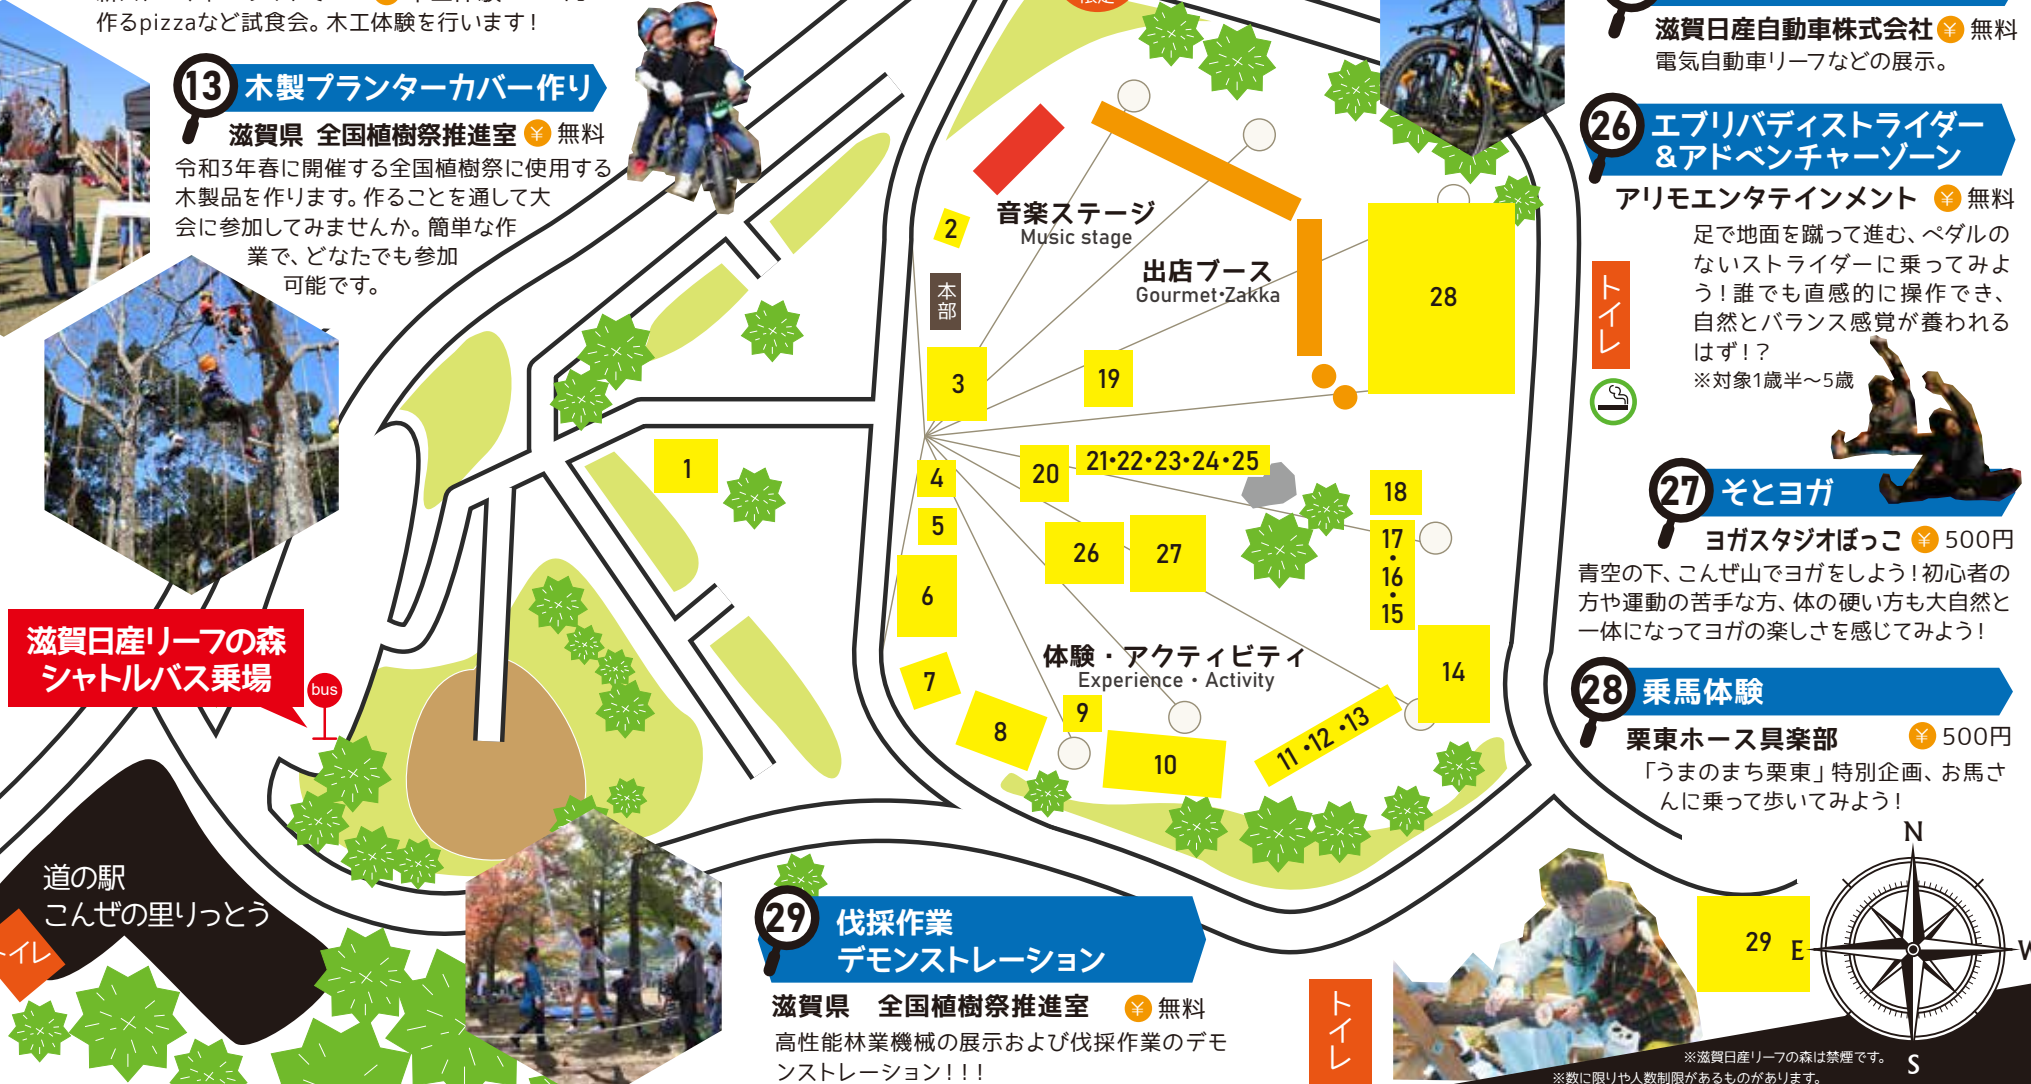 作るpizzaなど試食会。木工体験を行います！
13 木製プランターカバー作り
滋賀県 全国植樹祭推進室 ¥ 無料
令和3年春に開催する全国植樹祭に使用する
木製品を作ります。作ることを通して大
会に参加してみませんか。簡単な作
業で、どなたでも参加
可能です。
滋賀日産リーフの森
シャトルバス乗場
bus
道の駅
こんぜの里りっとう
トイレ
限定
音楽ステージ
Music stage
出店ブース
Gourmet・Zakka
本部
体験・アクティビティ
Experience・Activity
1
2
3
4
5
6
7
8
9
10
11・12・13
14
17・16・15
18
19
20
21・22・23・24・25
26
27
28
29
滋賀日産自動車株式会社 ¥ 無料
電気自動車リーフなどの展示。
26 エブリバディストライダー
&アドベンチャーゾーン
アリモエンタテインメント ¥ 無料
足で地面を蹴って進む、ペダルの
ないストライダーに乗ってみよ
う！誰でも直感的に操作でき、
自然とバランス感覚が養われる
はず！？
※対象1歳半〜5歳
トイレ
27 そとヨガ
ヨガスタジオぽっこ ¥ 500円
青空の下、こんぜ山でヨガをしよう！初心者の
方や運動の苦手な方、体の硬い方も大自然と
一体になってヨガの楽しさを感じてみよう！
28 乗馬体験
栗東ホース倶楽部 ¥ 500円
「うまのまち栗東」特別企画、お馬さ
んに乗って歩いてみよう！
29 伐採作業
デモンストレーション
滋賀県 全国植樹祭推進室 ¥ 無料
高性能林業機械の展示および伐採作業のデモ
ンストレーション！！！
トイレ
N
E
W
S
※滋賀日産リーフの森は禁煙です。
※数に限りや人数制限があるものがあります。